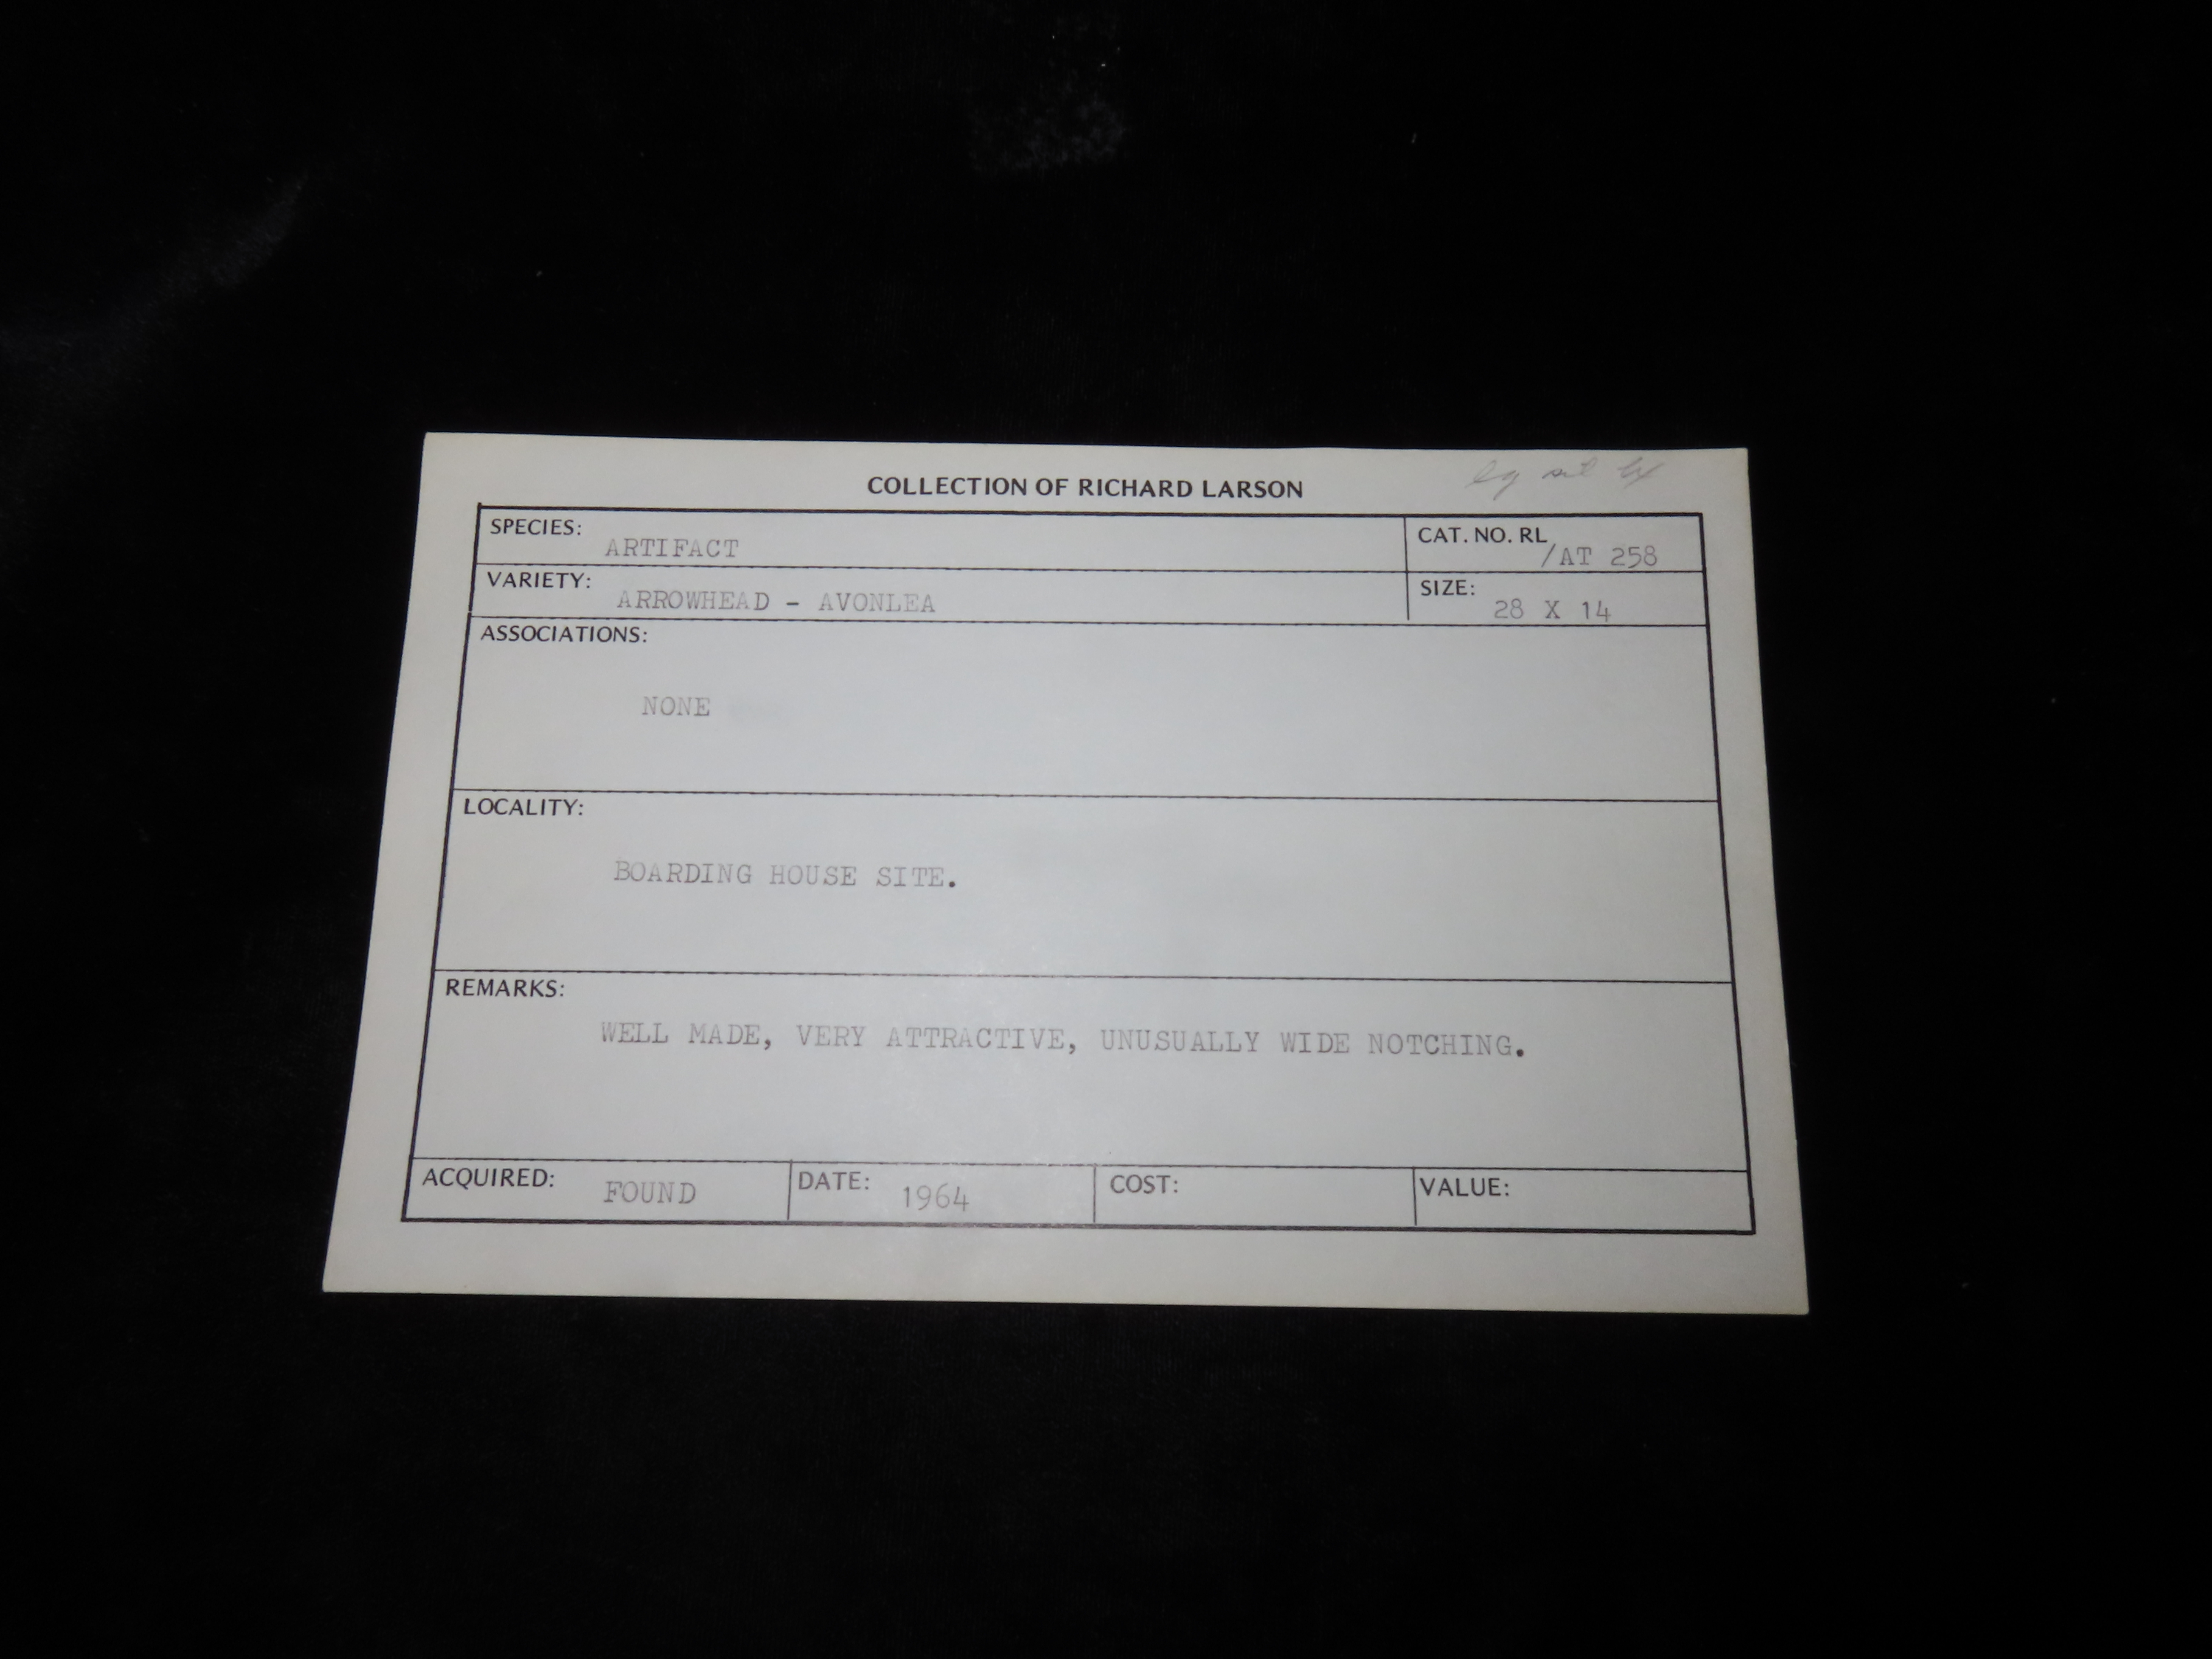 COLLECTION OF RICHARD LARSON
SPECIES: ARTIFACT
CAT. NO. RL /AT 258
VARIETY: ARROWHEAD - AVONLEA
SIZE: 28 X 14
ASSOCIATIONS:
NONE
LOCALITY:
BOARDING HOUSE SITE.
REMARKS:
WELL MADE, VERY ATTRACTIVE, UNUSUALLY WIDE NOTCHING.
ACQUIRED: FOUND
DATE: 1964
COST:
VALUE: